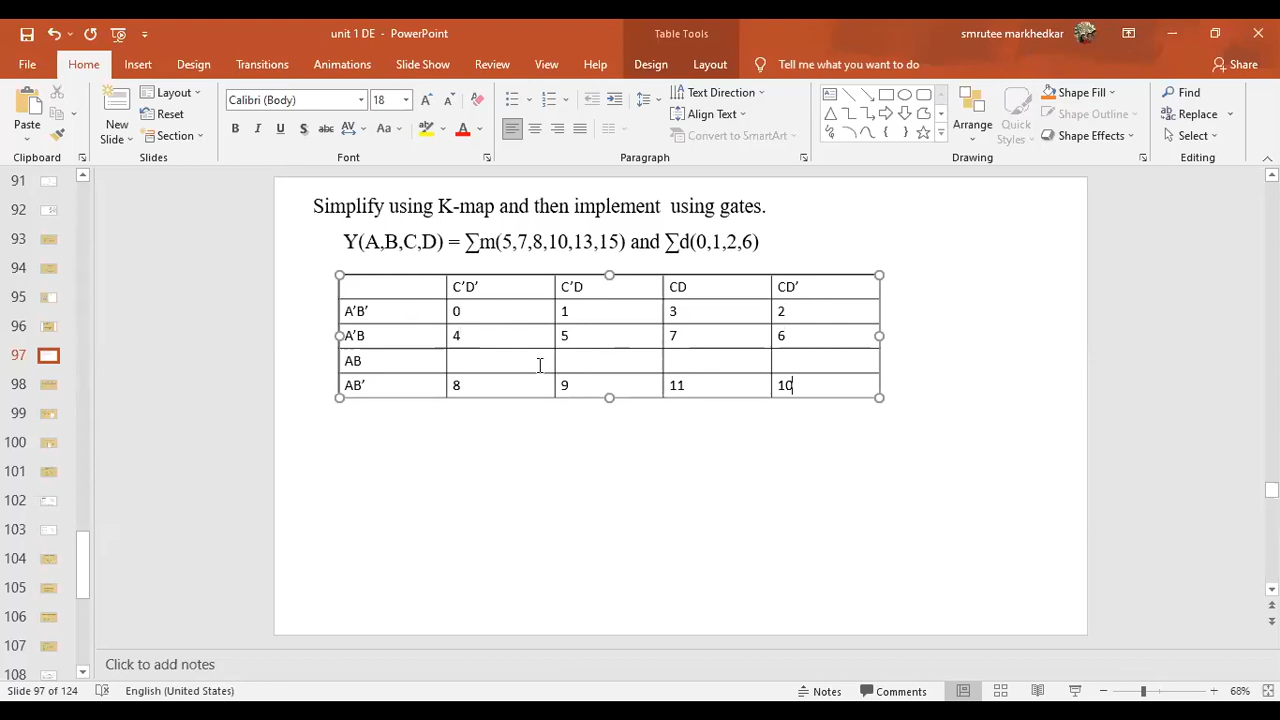 unit 1 DE - PowerPoint
Table Tools
smrutee markhedkar
File Home Insert Design Transitions Animations Slide Show Review View Help Design Layout Tell me what you want to do Share
Paste
Clipboard
New Slide
Layout
Reset
Section
Slides
Calibri (Body) 18
B I U S abc AV Aa A
Font
Text Direction
Align Text
Convert to SmartArt
Paragraph
Arrange
Quick Styles
Shape Fill
Shape Outline
Shape Effects
Drawing
Find
Replace
Select
Editing
91
92
93
94
95
96
97
98
99
100
101
102
103
104
105
106
107
108
Simplify using K-map and then implement using gates.
Y(A,B,C,D) = ∑m(5,7,8,10,13,15) and ∑d(0,1,2,6)
C’D’ C’D CD CD’
A’B’ 0 1 3 2
A’B 4 5 7 6
AB
AB’ 8 9 11 10
Click to add notes
Slide 97 of 124 English (United States) Notes Comments 68%